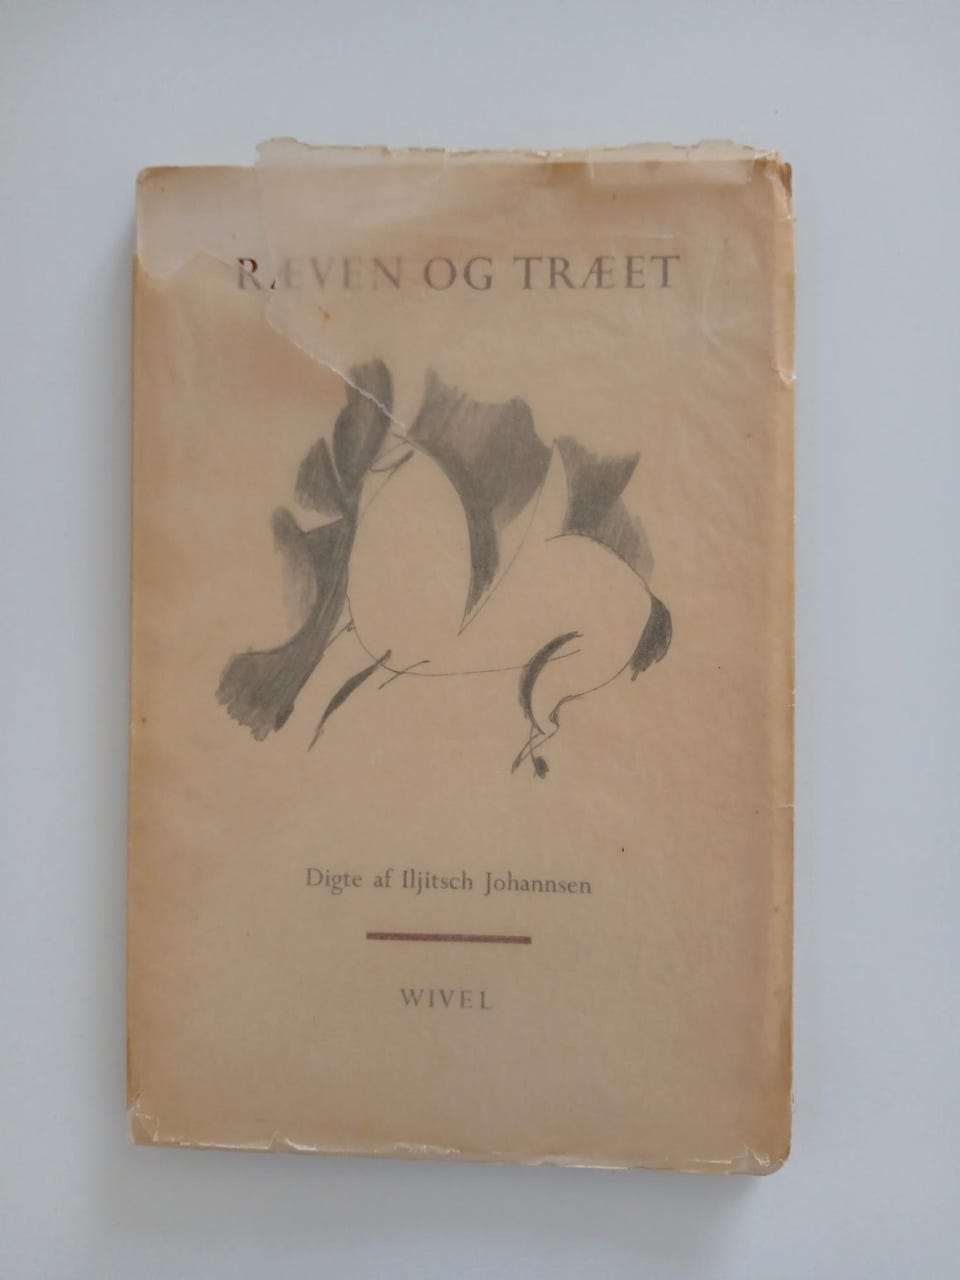 RÆVEN OG TRÆET
Digte af Iljitsch Johannsen
WIVEL